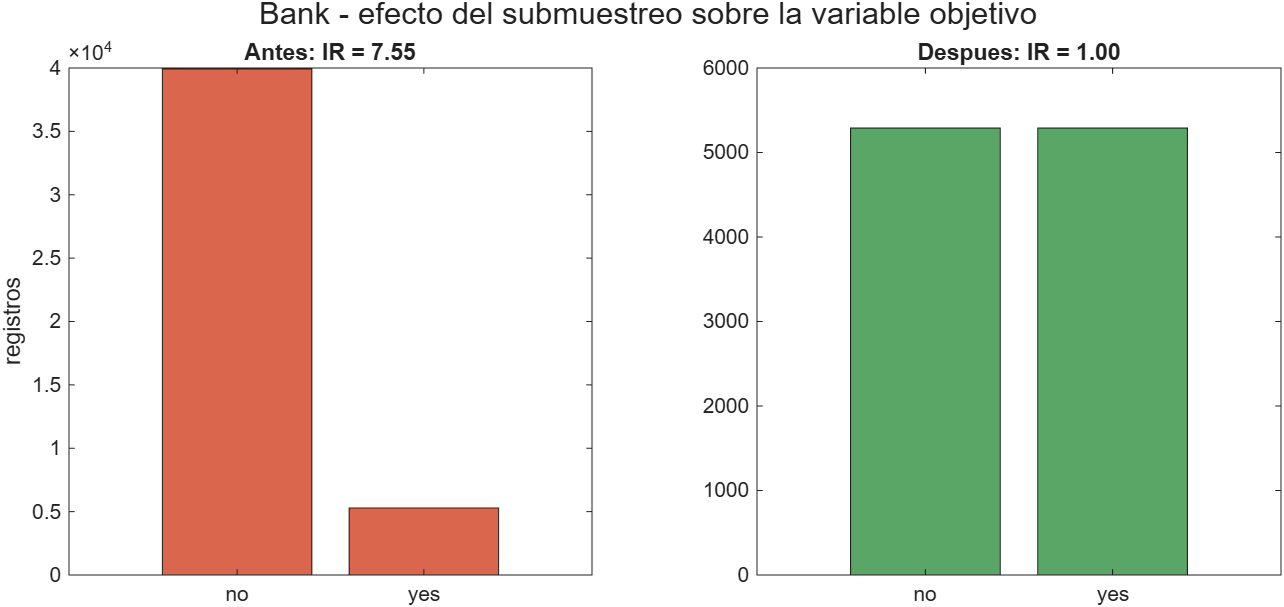 Bank - efecto del submuestreo sobre la variable objetivo
Antes: IR = 7.55
×10⁴
4
3.5
3
2.5
2
1.5
1
0.5
0
registros
no
yes
Despues: IR = 1.00
6000
5000
4000
3000
2000
1000
0
no
yes